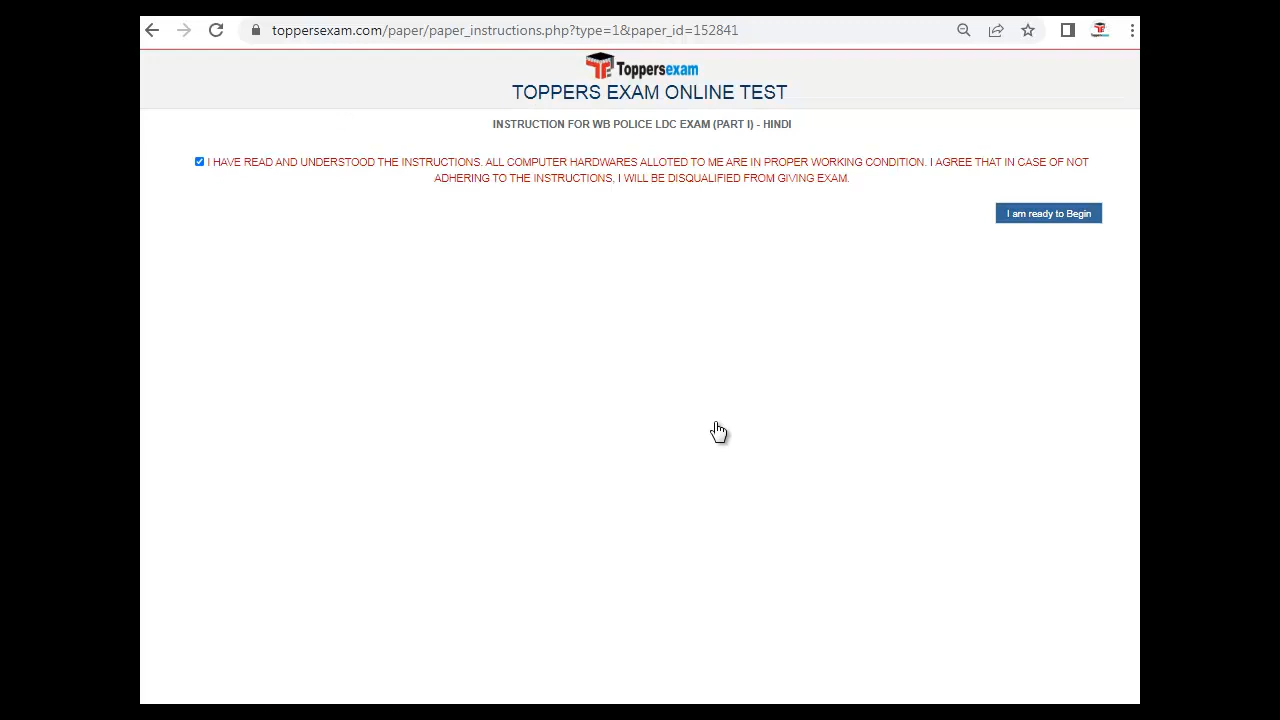 toppersexam.com/ppper/paper_instructions.php?type=1&paper_id=152841
Toppersexam
TOPPERS EXAM ONLINE TEST
INSTRUCTION FOR WB POLICE LDC EXAM (PART I) - HINDI
I HAVE READ AND UNDERSTOOD THE INSTRUCTIONS. ALL COMPUTER HARDWARES ALLOTED TO ME ARE IN PROPER WORKING CONDITION. I AGREE THAT IN CASE OF NOT
ADHERING TO THE INSTRUCTIONS, I WILL BE DISQUALIFIED FROM GIVING EXAM.
I am ready to Begin